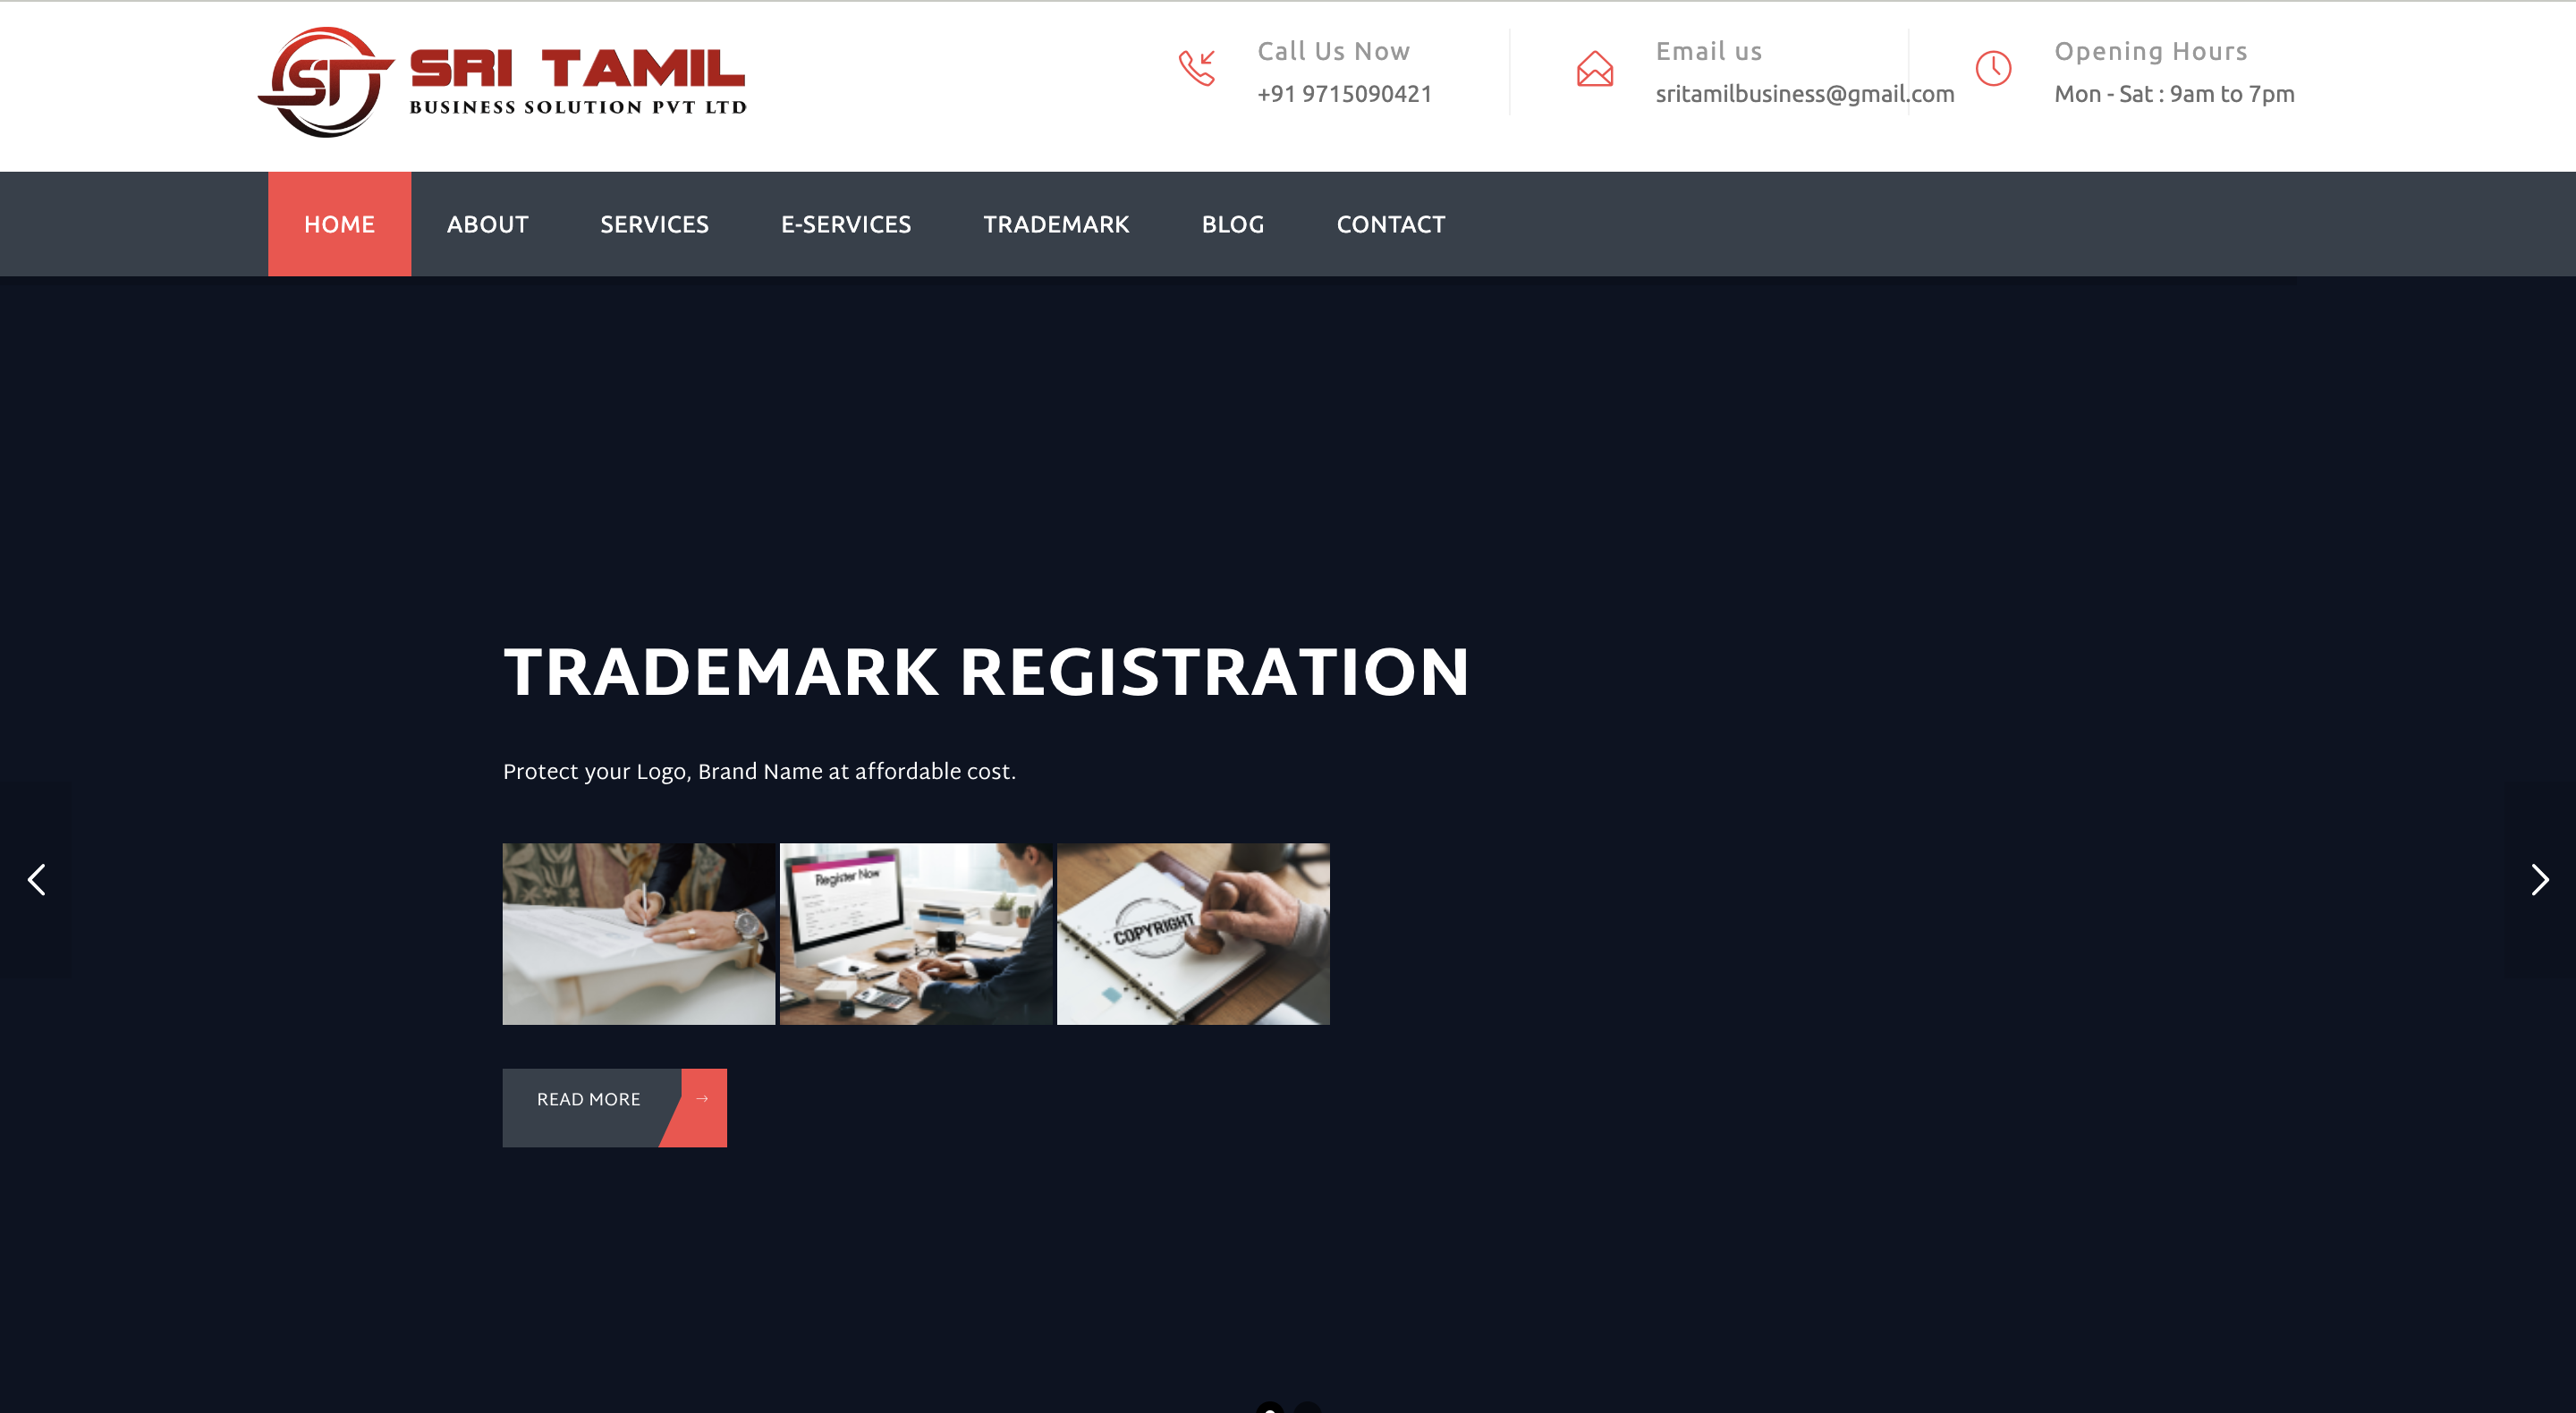 ST
SRI TAMIL
BUSINESS SOLUTION PVT LTD
Call Us Now
+91 9715090421
Email us
sritamilbusiness@gmail.com
Opening Hours
Mon - Sat : 9am to 7pm
HOME
ABOUT
SERVICES
E-SERVICES
TRADEMARK
BLOG
CONTACT
TRADEMARK REGISTRATION
Protect your Logo, Brand Name at affordable cost.
Register Now
COPYRIGHT
READ MORE →